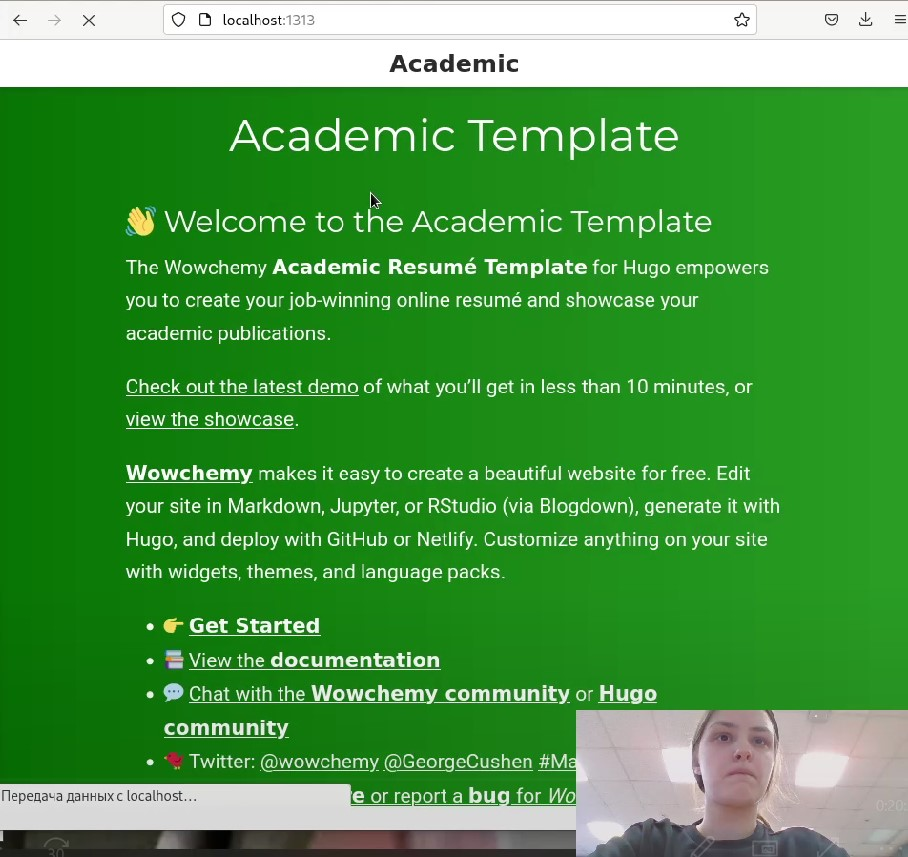 localhost:1313
Academic
Academic Template
👋 Welcome to the Academic Template
The Wowchemy Academic Resumé Template for Hugo empowers
you to create your job-winning online resumé and showcase your
academic publications.
Check out the latest demo of what you’ll get in less than 10 minutes, or
view the showcase.
Wowchemy makes it easy to create a beautiful website for free. Edit
your site in Markdown, Jupyter, or RStudio (via Blogdown), generate it with
Hugo, and deploy with GitHub or Netlify. Customize anything on your site
with widgets, themes, and language packs.
• 👉 Get Started
• 📚 View the documentation
• 💬 Chat with the Wowchemy community or Hugo
community
• 🐦 Twitter: @wowchemy @GeorgeCushen #Ma
e or report a bug for Wo
Передача данных с localhost…
0:20:
30